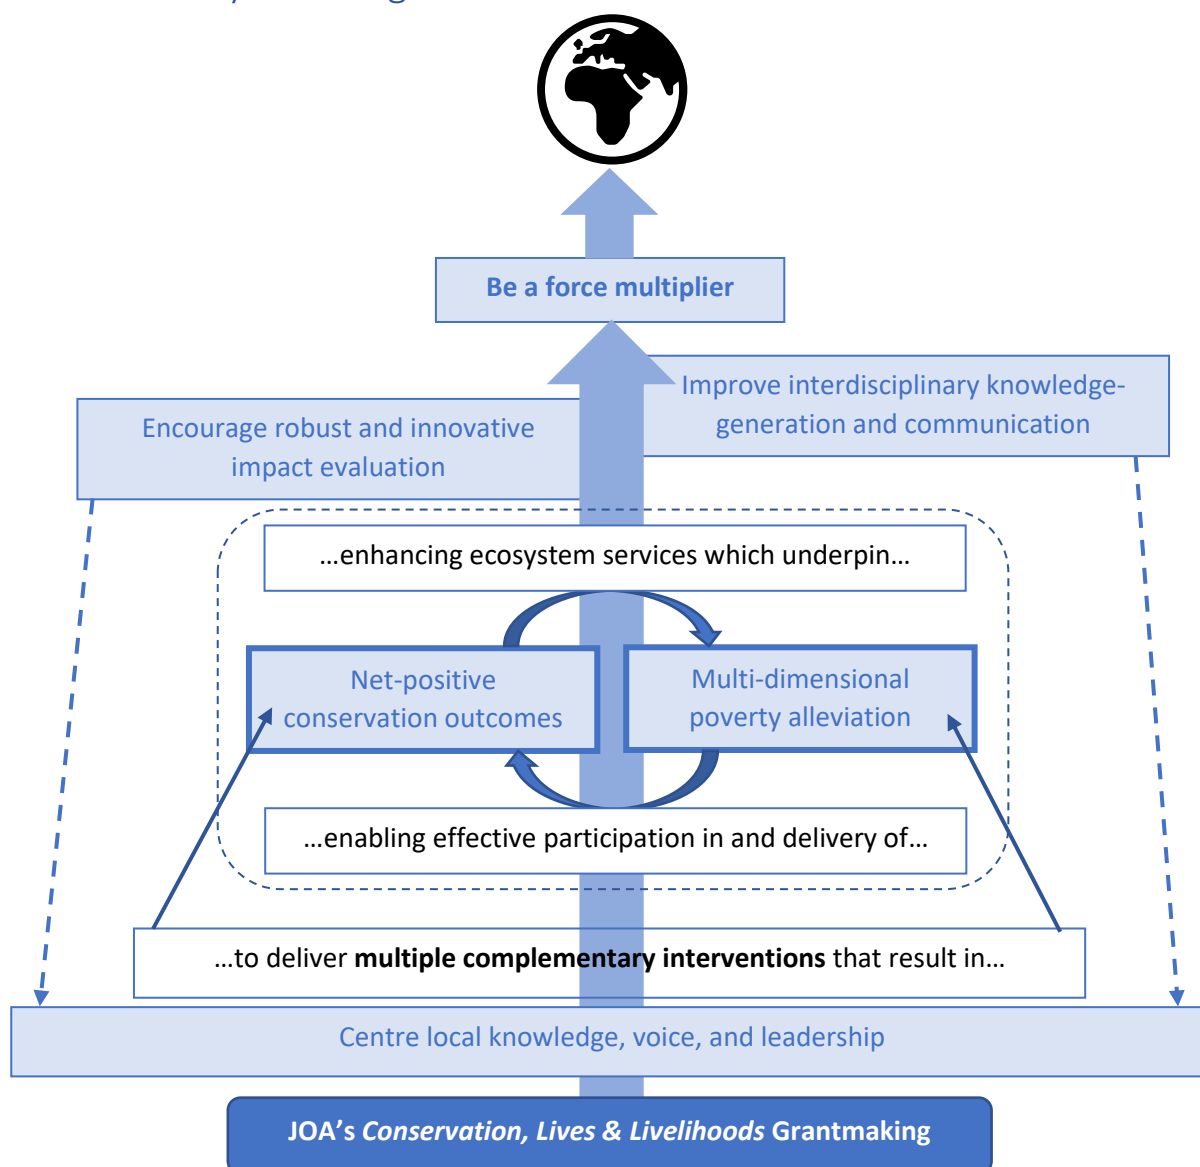 Be a force multiplier
Improve interdisciplinary knowledge-
generation and communication
Encourage robust and innovative
impact evaluation
…enhancing ecosystem services which underpin…
Net-positive
conservation outcomes
Multi-dimensional
poverty alleviation
…enabling effective participation in and delivery of…
…to deliver multiple complementary interventions that result in…
Centre local knowledge, voice, and leadership
JOA’s Conservation, Lives & Livelihoods Grantmaking